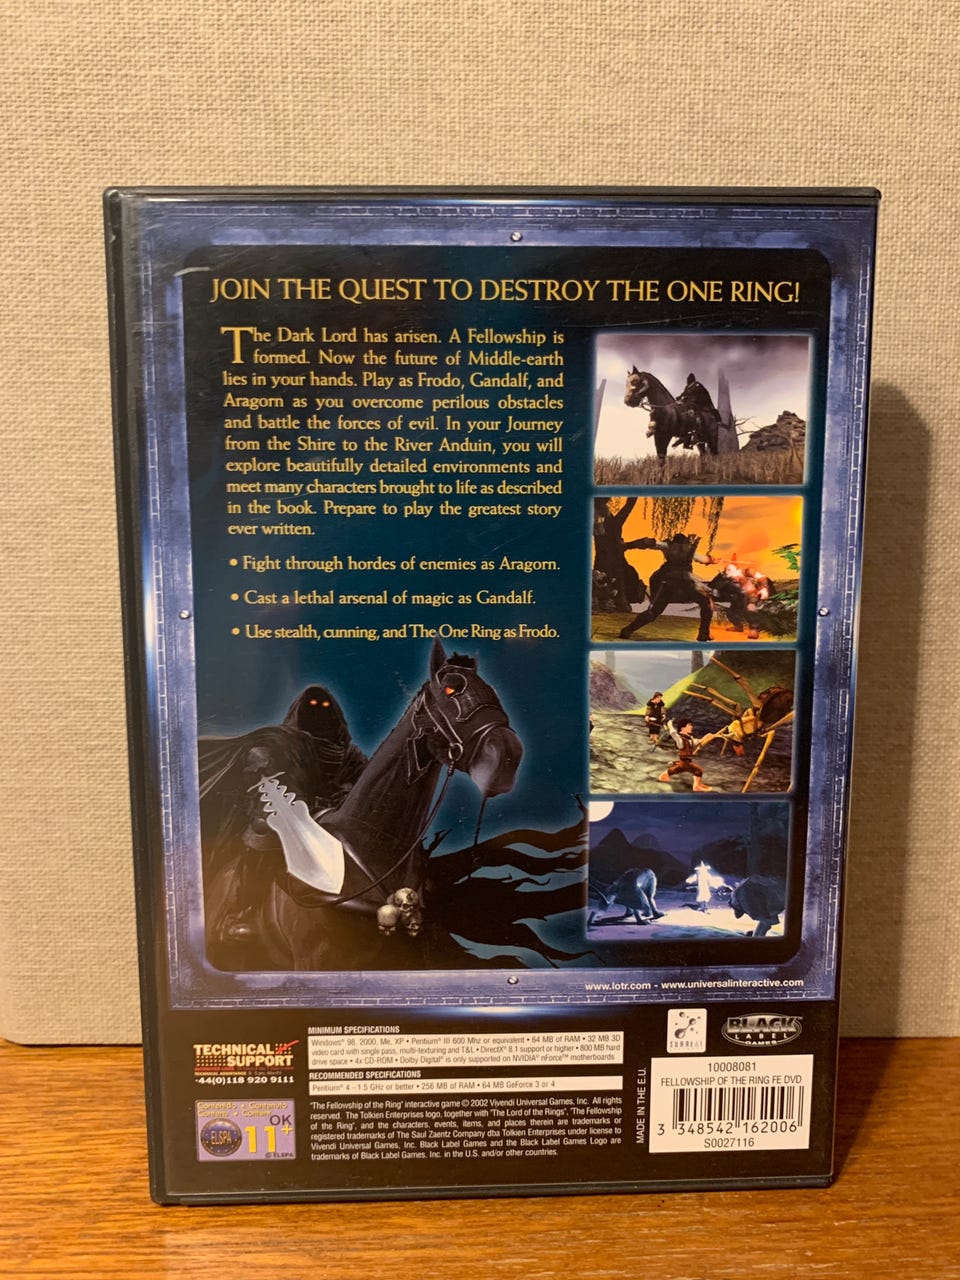 JOIN THE QUEST TO DESTROY THE ONE RING!
The Dark Lord has arisen. A Fellowship is
formed. Now the future of Middle-earth
lies in your hands. Play as Frodo, Gandalf, and
Aragorn as you overcome perilous obstacles
and battle the forces of evil. In your Journey
from the Shire to the River Anduin, you will
explore beautifully detailed environments and
meet many characters brought to life as described
in the book. Prepare to play the greatest story
ever written.
• Fight through hordes of enemies as Aragorn.
• Cast a lethal arsenal of magic as Gandalf.
• Use stealth, cunning, and The One Ring as Frodo.
www.lotr.com - www.universalinteractive.com
TECHNICAL
SUPPORT
+44(0)118 920 9111
Contenido • Contenuto
OK
11+
ELSPA
© ELSPA
MINIMUM SPECIFICATIONS
Windows® 98, 2000, Me, XP • Pentium® III 600 Mhz or equivalent • 64 MB of RAM • 32 MB 3D
video card with single pass, multi-texturing and T&L • DirectX® 8.1 support or higher • 800 MB hard
drive space • 4x CD-ROM • Dolby Digital® is only supported on NVIDIA® nForce™ motherboards
RECOMMENDED SPECIFICATIONS
Pentium® 4 - 1.5 GHz or better • 256 MB of RAM • 64 MB GeForce 3 or 4
"The Fellowship of the Ring" interactive game © 2002 Vivendi Universal Games, Inc. All rights
reserved. The Tolkien Enterprises logo, together with "The Lord of the Rings", "The Fellowship
of the Ring", and the characters, events, items, and places therein are trademarks or
registered trademarks of The Saul Zaentz Company dba Tolkien Enterprises under license to
Vivendi Universal Games, Inc. Black Label Games and the Black Label Games Logo are
trademarks of Black Label Games, Inc. in the U.S. and/or other countries.
SURREAL
BLACK
LABEL
GAMES
MADE IN THE E.U.
10008081
FELLOWSHIP OF THE RING FE DVD
3 348542 162006
S0027116